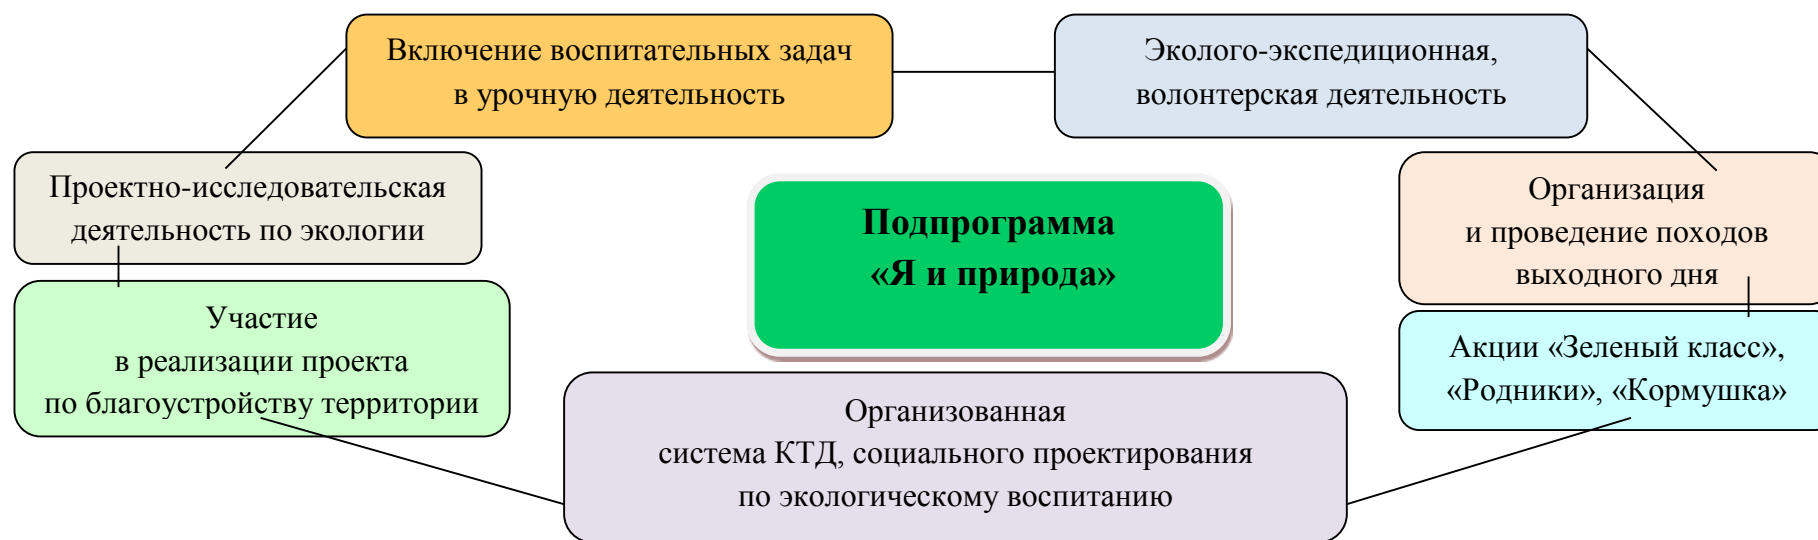 Включение воспитательных задач
в урочную деятельность
Эколого-экспедиционная,
волонтерская деятельность
Проектно-исследовательская
деятельность по экологии
Подпрограмма
«Я и природа»
Организация
и проведение походов
выходного дня
Участие
в реализации проекта
по благоустройству территории
Акции «Зеленый класс»,
«Родники», «Кормушка»
Организованная
система КТД, социального проектирования
по экологическому воспитанию